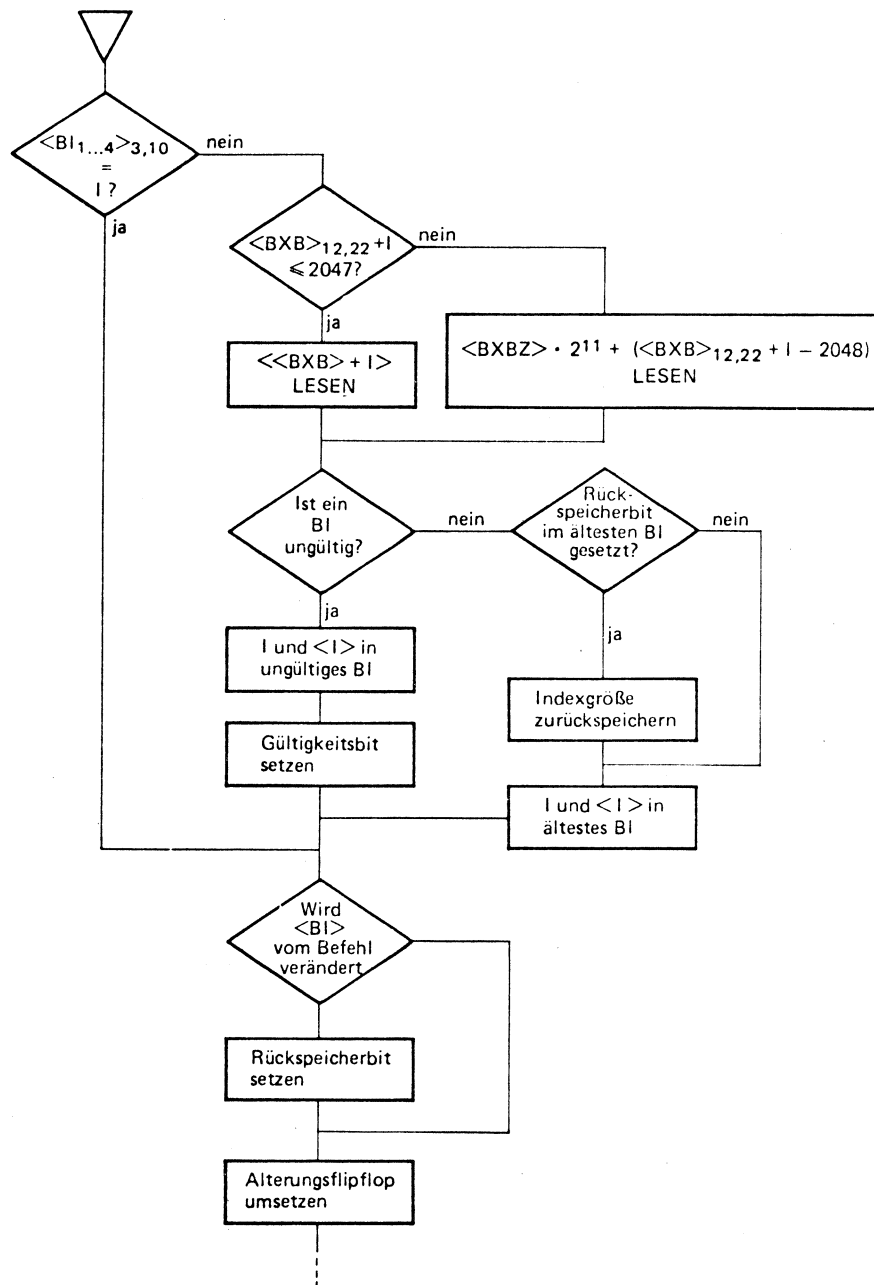 <BI1...4>3,10
=
I ?
nein
ja
<BXB>12,22 +I
≤ 2047?
nein
ja
<<BXB> + I>
LESEN
<BXBZ> · 2¹¹ + (<BXB>12,22 + I − 2048)
LESEN
Ist ein
BI
ungültig?
nein
ja
Rück-
speicherbit
im ältesten BI
gesetzt?
nein
ja
I und <I> in
ungültiges BI
Indexgröße
zurückspeichern
Gültigkeitsbit
setzen
I und <I> in
ältestes BI
Wird
<BI>
vom Befehl
verändert
Rückspeicherbit
setzen
Alterungsflipflop
umsetzen